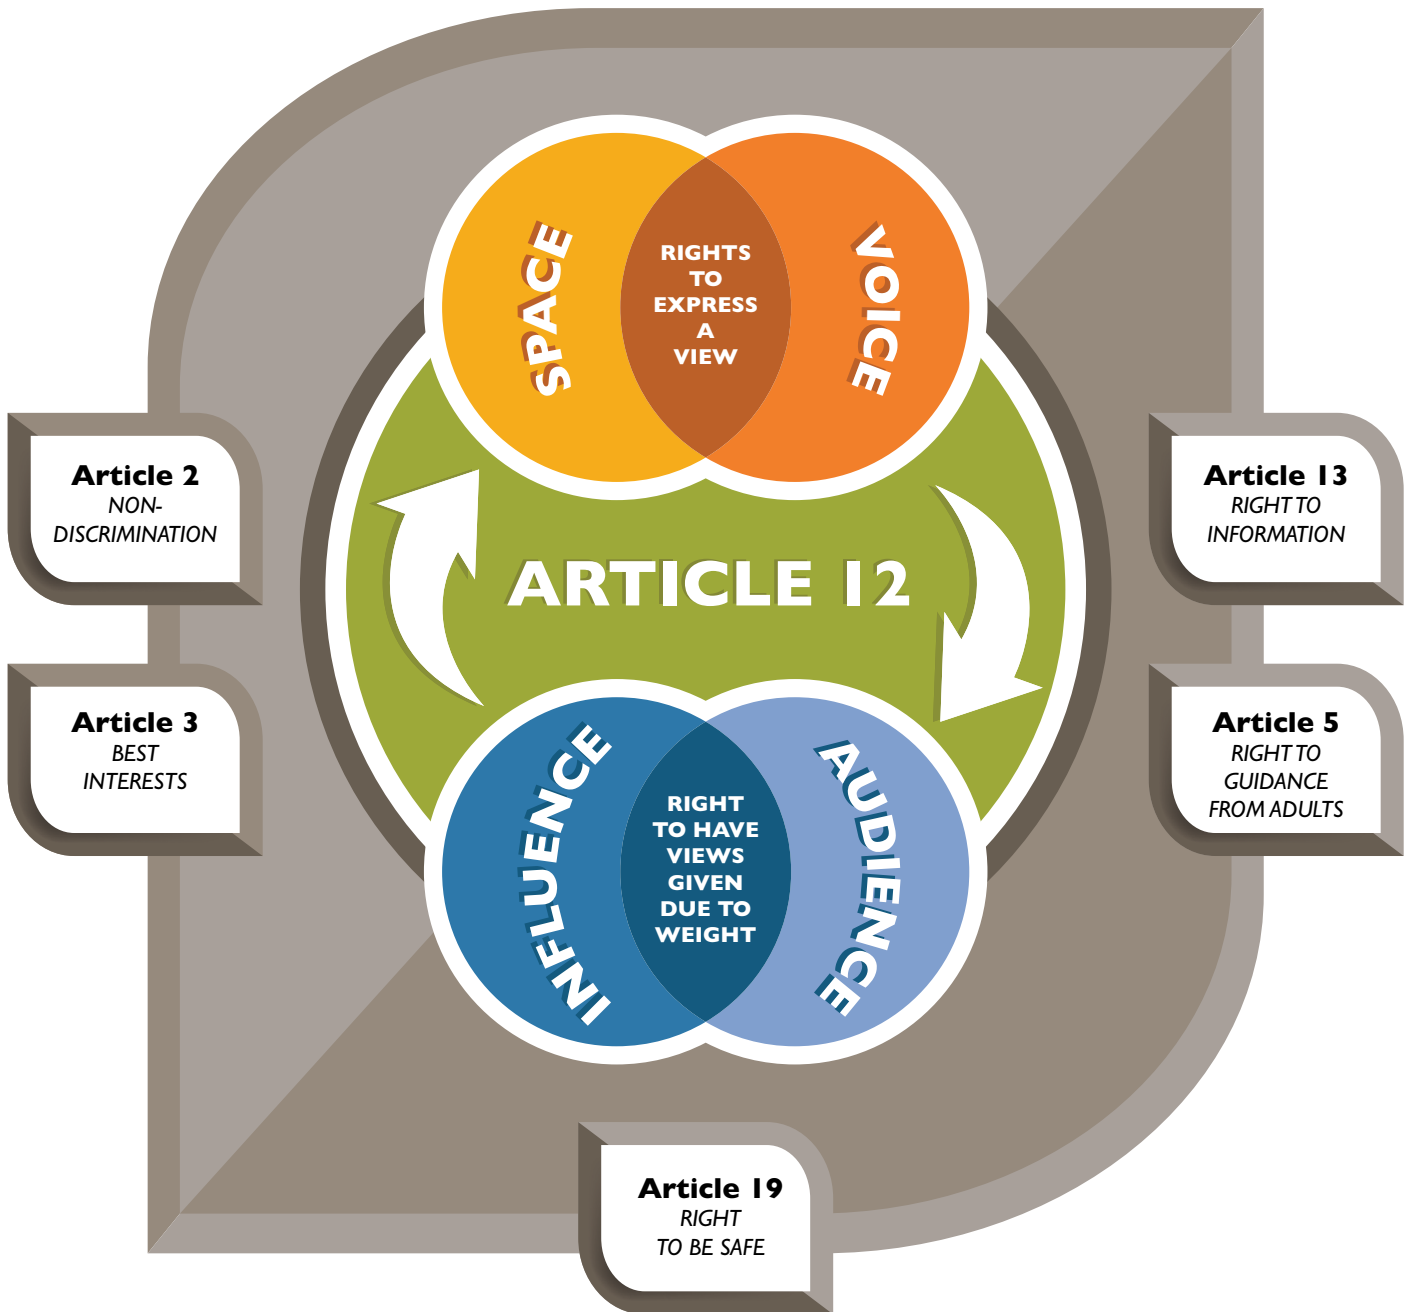 SPACE
RIGHTS
TO
EXPRESS
A
VIEW
VOICE
Article 2
NON-
DISCRIMINATION
Article 13
RIGHT TO
INFORMATION
ARTICLE 12
Article 3
BEST
INTERESTS
Article 5
RIGHT TO
GUIDANCE
FROM ADULTS
INFLUENCE
RIGHT
TO HAVE
VIEWS
GIVEN
DUE TO
WEIGHT
AUDIENCE
Article 19
RIGHT
TO BE SAFE